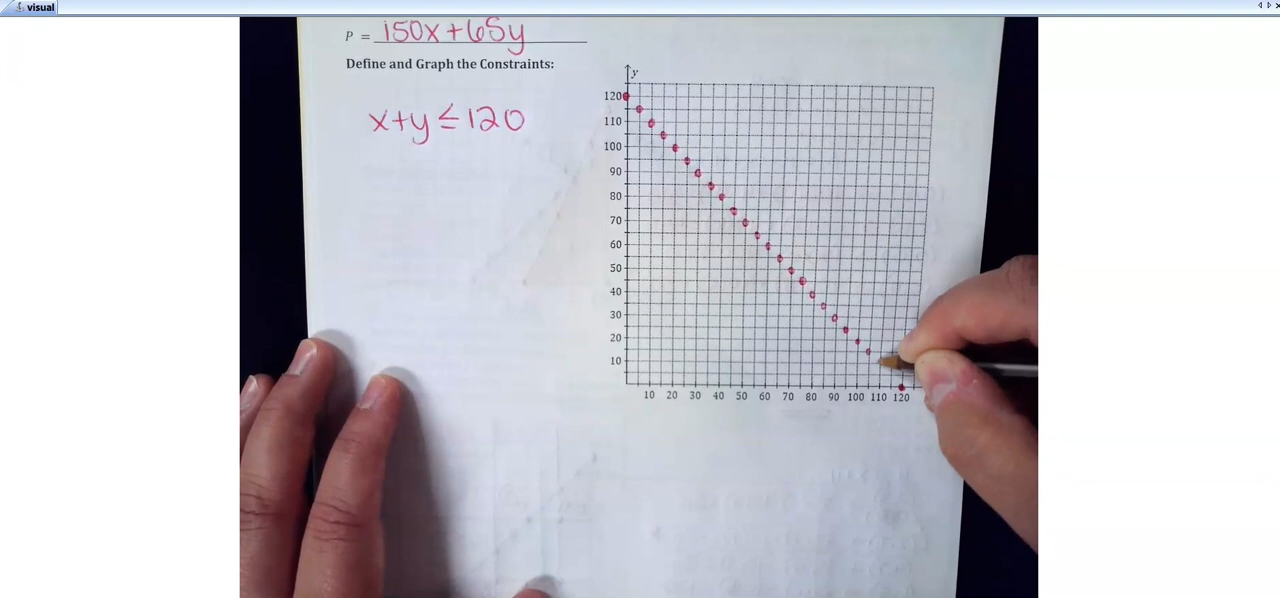 visual
P = 150x+65y
Define and Graph the Constraints:
x+y ≤ 120
y
120
110
100
90
80
70
60
50
40
30
20
10
10 20 30 40 50 60 70 80 90 100 110 120